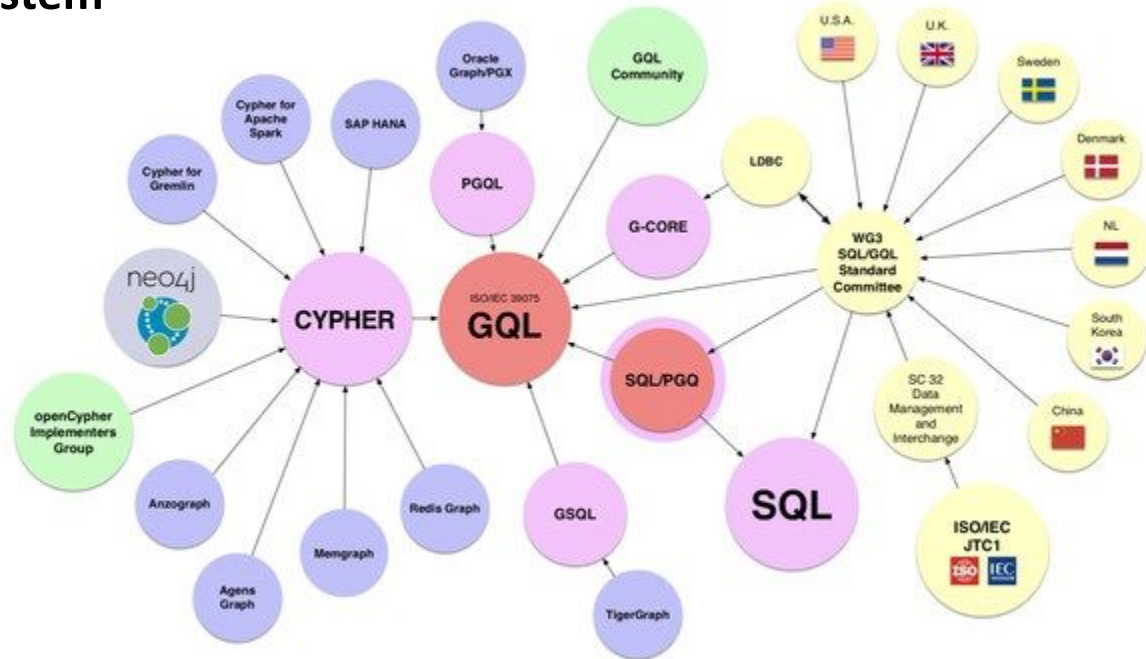 stem
U.S.A.
U.K.
Sweden
Denmark
NL
South
Korea
China
Oracle
Graph/PGX
GQL
Community
Cypher for
Apache
Spark
SAP HANA
Cypher for
Gremlin
PGQL
LDBC
G-CORE
WG3
SQL/GQL
Standard
Committee
neo4j
CYPHER
ISO/IEC 39075
GQL
SQL/PGQ
SC 32
Data
Management
and
Interchange
openCypher
Implementers
Group
Anzograph
Redis Graph
GSQL
SQL
ISO/IEC
JTC1
ISO
IEC
Memgraph
Agens
Graph
TigerGraph